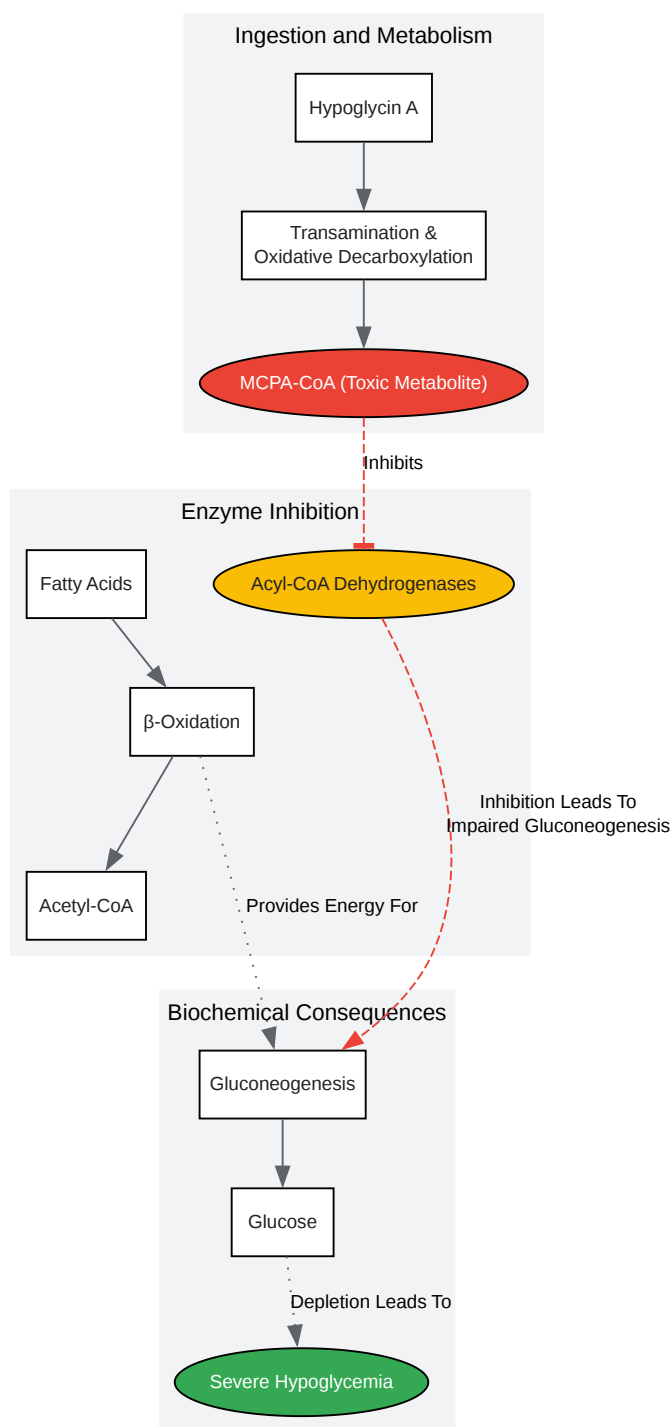 Ingestion and Metabolism
Hypoglycin A
Transamination &
Oxidative Decarboxylation
MCPA-CoA (Toxic Metabolite)
Inhibits
Enzyme Inhibition
Fatty Acids
Acyl-CoA Dehydrogenases
β-Oxidation
Inhibition Leads To
Impaired Gluconeogenesis
Acetyl-CoA
Provides Energy For
Biochemical Consequences
Gluconeogenesis
Glucose
Depletion Leads To
Severe Hypoglycemia